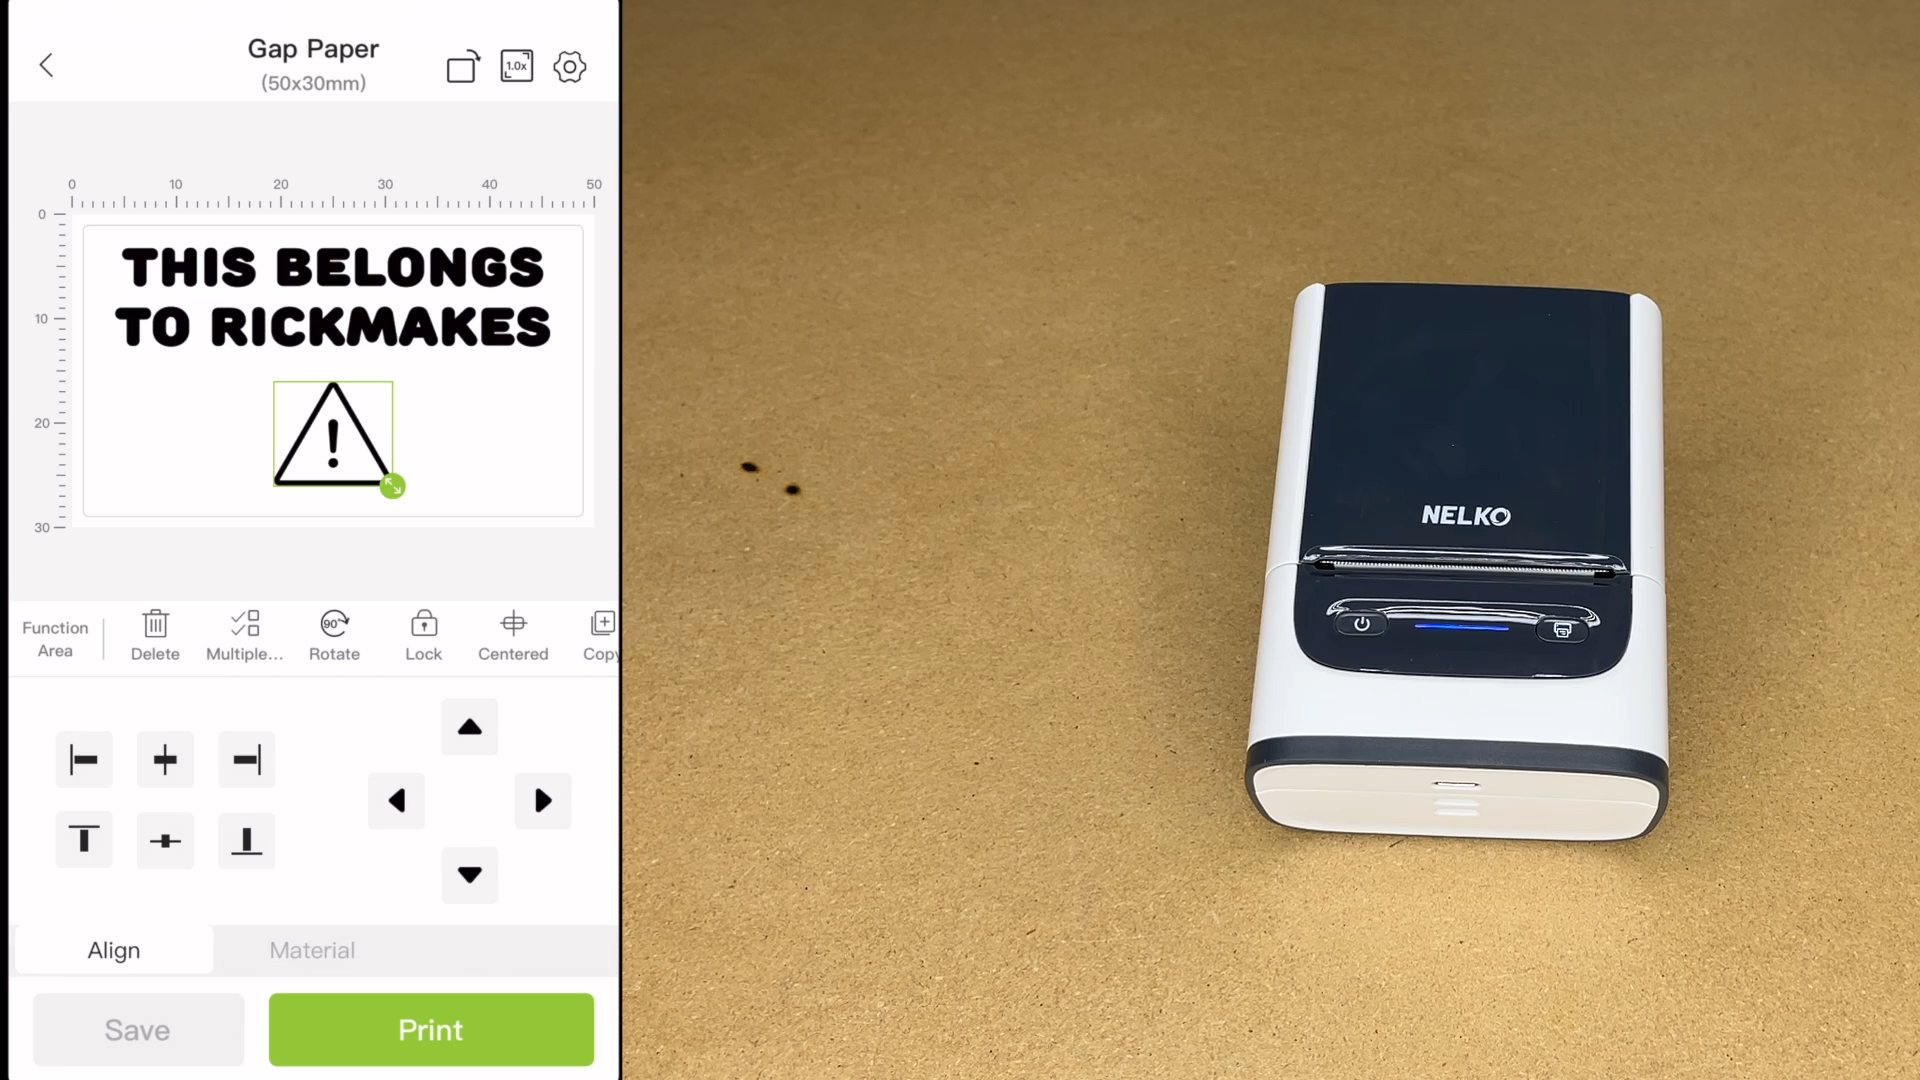 Gap Paper
(50x30mm)
1.0x
0 10 20 30 40 50
0
10
20
30
THIS BELONGS
TO RICKMAKES
!
Function
Area
Delete
Multiple...
90°
Rotate
Lock
Centered
Copy
Align
Material
Save
Print
NELKO